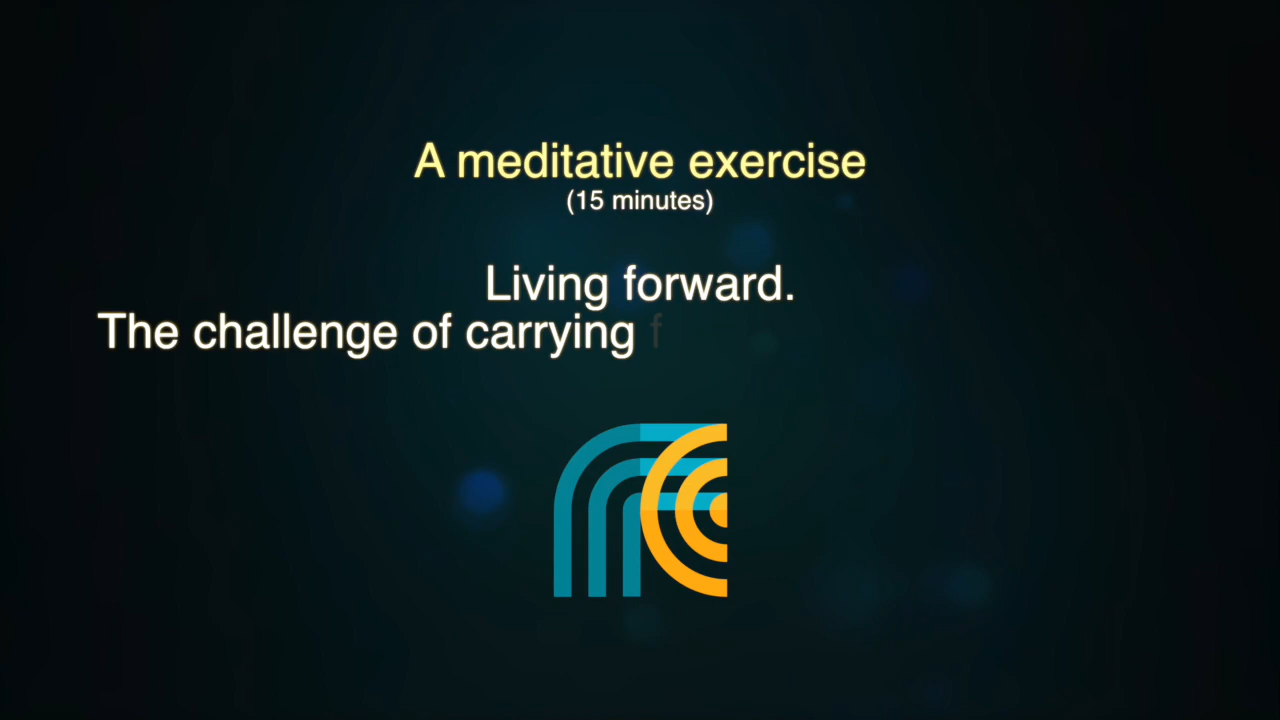 A meditative exercise
(15 minutes)
Living forward.
The challenge of carrying f